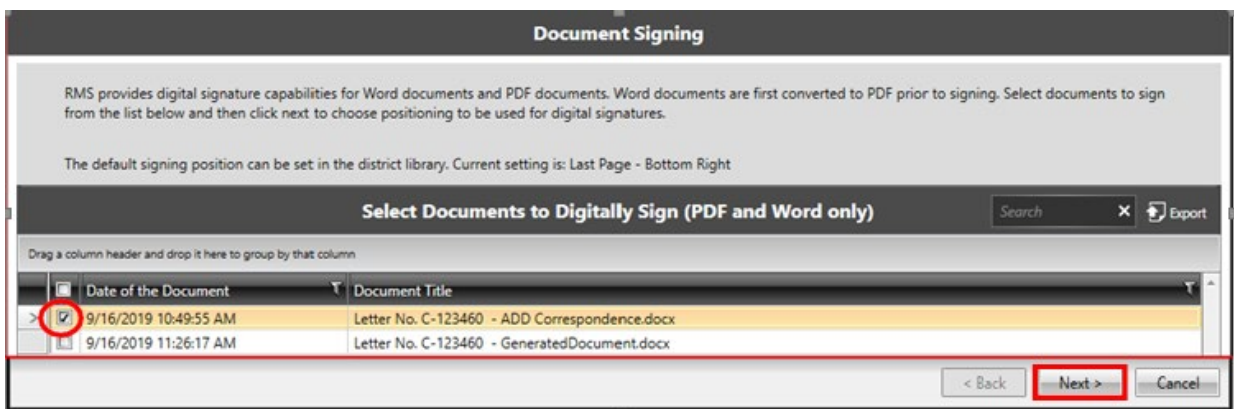 Document Signing
RMS provides digital signature capabilities for Word documents and PDF documents. Word documents are first converted to PDF prior to signing. Select documents to sign
from the list below and then click next to choose positioning to be used for digital signatures.
The default signing position can be set in the district library. Current setting is: Last Page - Bottom Right
Select Documents to Digitally Sign (PDF and Word only)
Search
Export
Drag a column header and drop it here to group by that column
Date of the Document
Document Title
9/16/2019 10:49:55 AM
Letter No. C-123460 - ADD Correspondence.docx
9/16/2019 11:26:17 AM
Letter No. C-123460 - GeneratedDocument.docx
< Back
Next >
Cancel